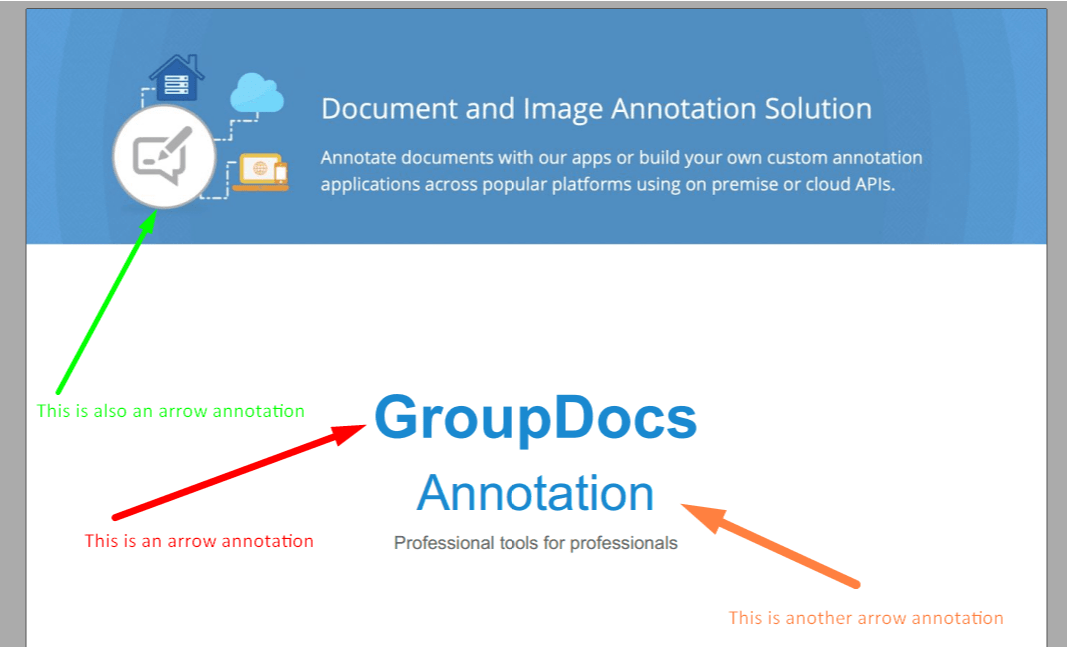 Document and Image Annotation Solution
Annotate documents with our apps or build your own custom annotation
applications across popular platforms using on premise or cloud APIs.
This is also an arrow annotation
GroupDocs
Annotation
This is an arrow annotation
Professional tools for professionals
This is another arrow annotation